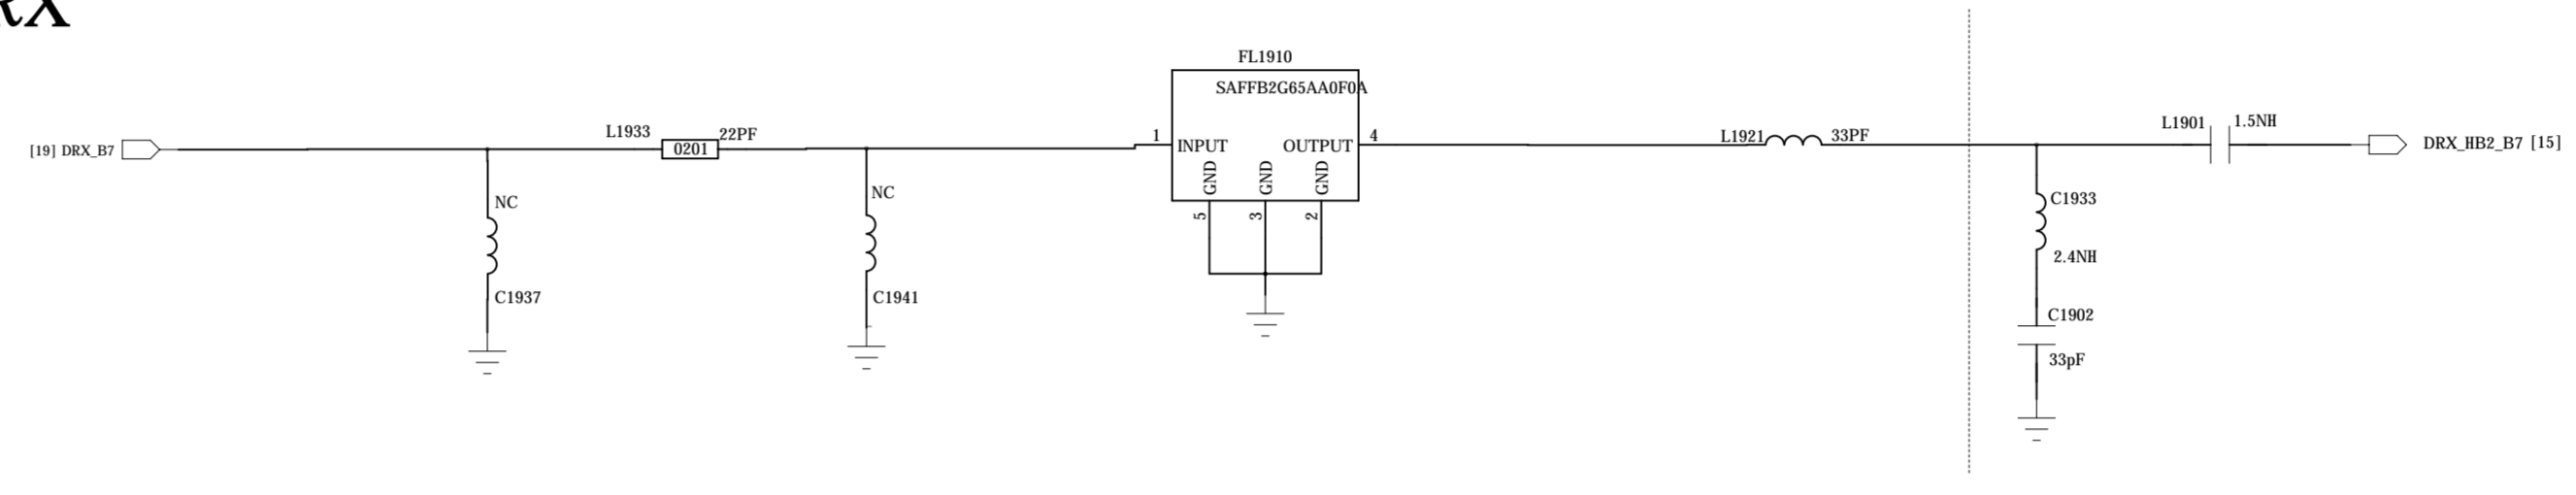 RX
FL1910
SAFFB2G65AA0F0A
[19] DRX_B7
L1933
0201
22PF
1
INPUT
OUTPUT
4
GND
GND
GND
5
3
2
L1921
33PF
L1901
1.5NH
DRX_HB2_B7 [15]
NC
C1937
NC
C1941
C1933
2.4NH
C1902
33pF